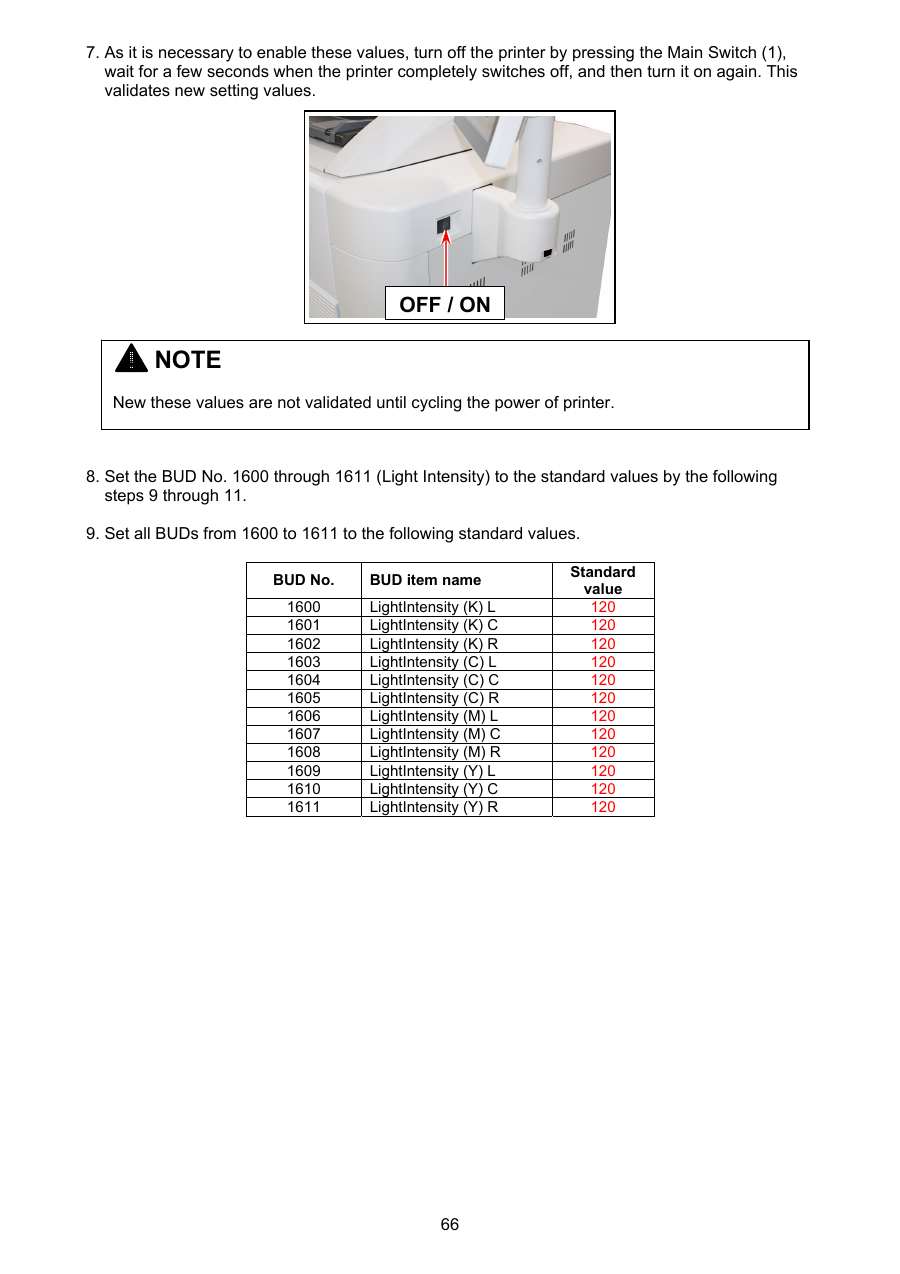 7. As it is necessary to enable these values, turn off the printer by pressing the Main Switch (1),
wait for a few seconds when the printer completely switches off, and then turn it on again. This
validates new setting values.
OFF / ON
NOTE
New these values are not validated until cycling the power of printer.
8. Set the BUD No. 1600 through 1611 (Light Intensity) to the standard values by the following
steps 9 through 11.
9. Set all BUDs from 1600 to 1611 to the following standard values.
BUD No. BUD item name Standard value
1600 LightIntensity (K) L 120
1601 LightIntensity (K) C 120
1602 LightIntensity (K) R 120
1603 LightIntensity (C) L 120
1604 LightIntensity (C) C 120
1605 LightIntensity (C) R 120
1606 LightIntensity (M) L 120
1607 LightIntensity (M) C 120
1608 LightIntensity (M) R 120
1609 LightIntensity (Y) L 120
1610 LightIntensity (Y) C 120
1611 LightIntensity (Y) R 120
66